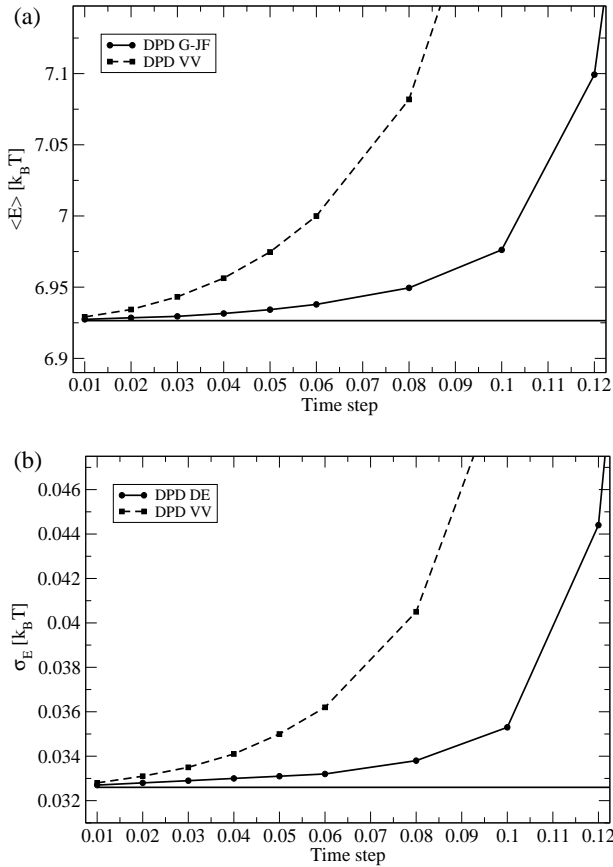 (a)
DPD G-JF
DPD VV
7.1
7.05
7
6.95
6.9
<E> [k_BT]
0.01 0.02 0.03 0.04 0.05 0.06 0.07 0.08 0.09 0.1 0.11 0.12
Time step
(b)
DPD DE
DPD VV
0.046
0.044
0.042
0.04
0.038
0.036
0.034
0.032
σ_E [k_BT]
0.01 0.02 0.03 0.04 0.05 0.06 0.07 0.08 0.09 0.1 0.11 0.12
Time step